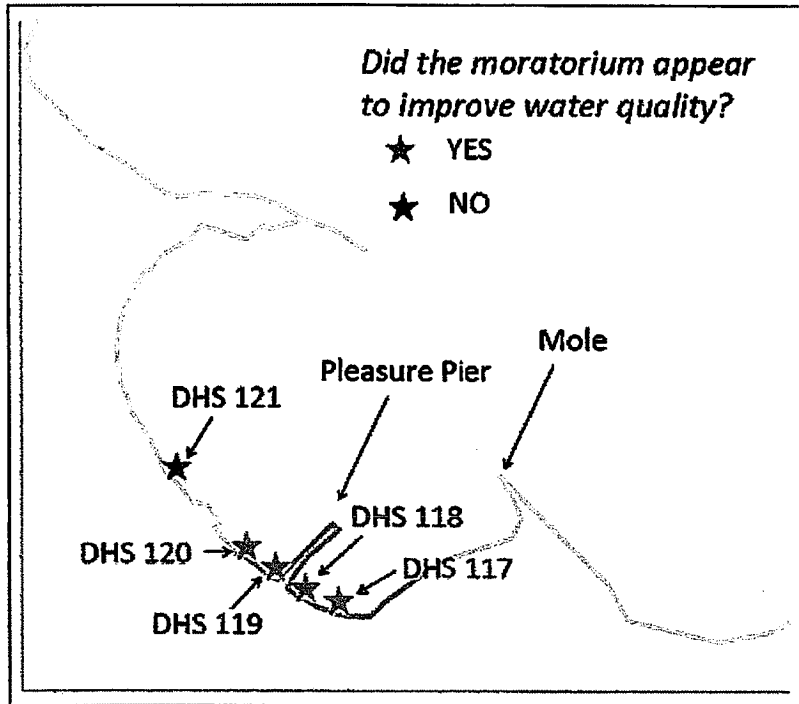 Did the moratorium appear
to improve water quality?
YES
NO
Mole
Pleasure Pier
DHS 121
DHS 118
DHS 120
DHS 117
DHS 119